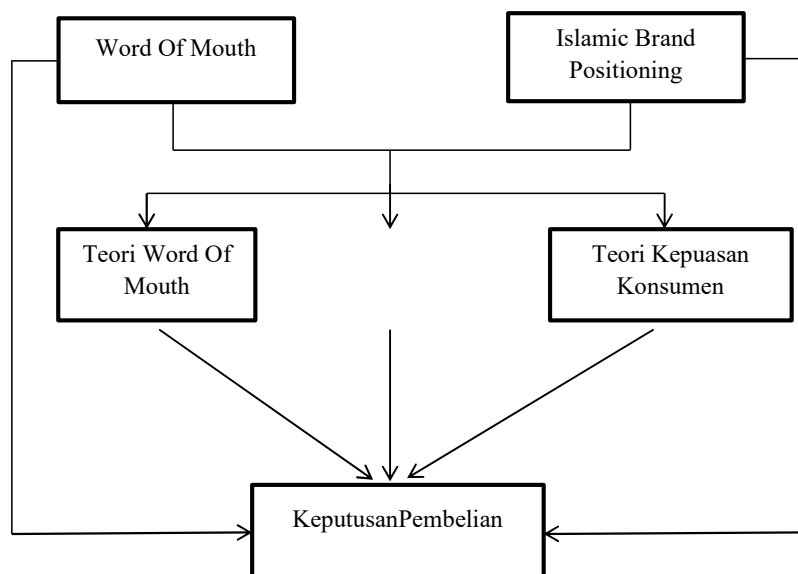 Word Of Mouth
Islamic Brand
Positioning
Teori Word Of
Mouth
Teori Kepuasan
Konsumen
KeputusanPembelian